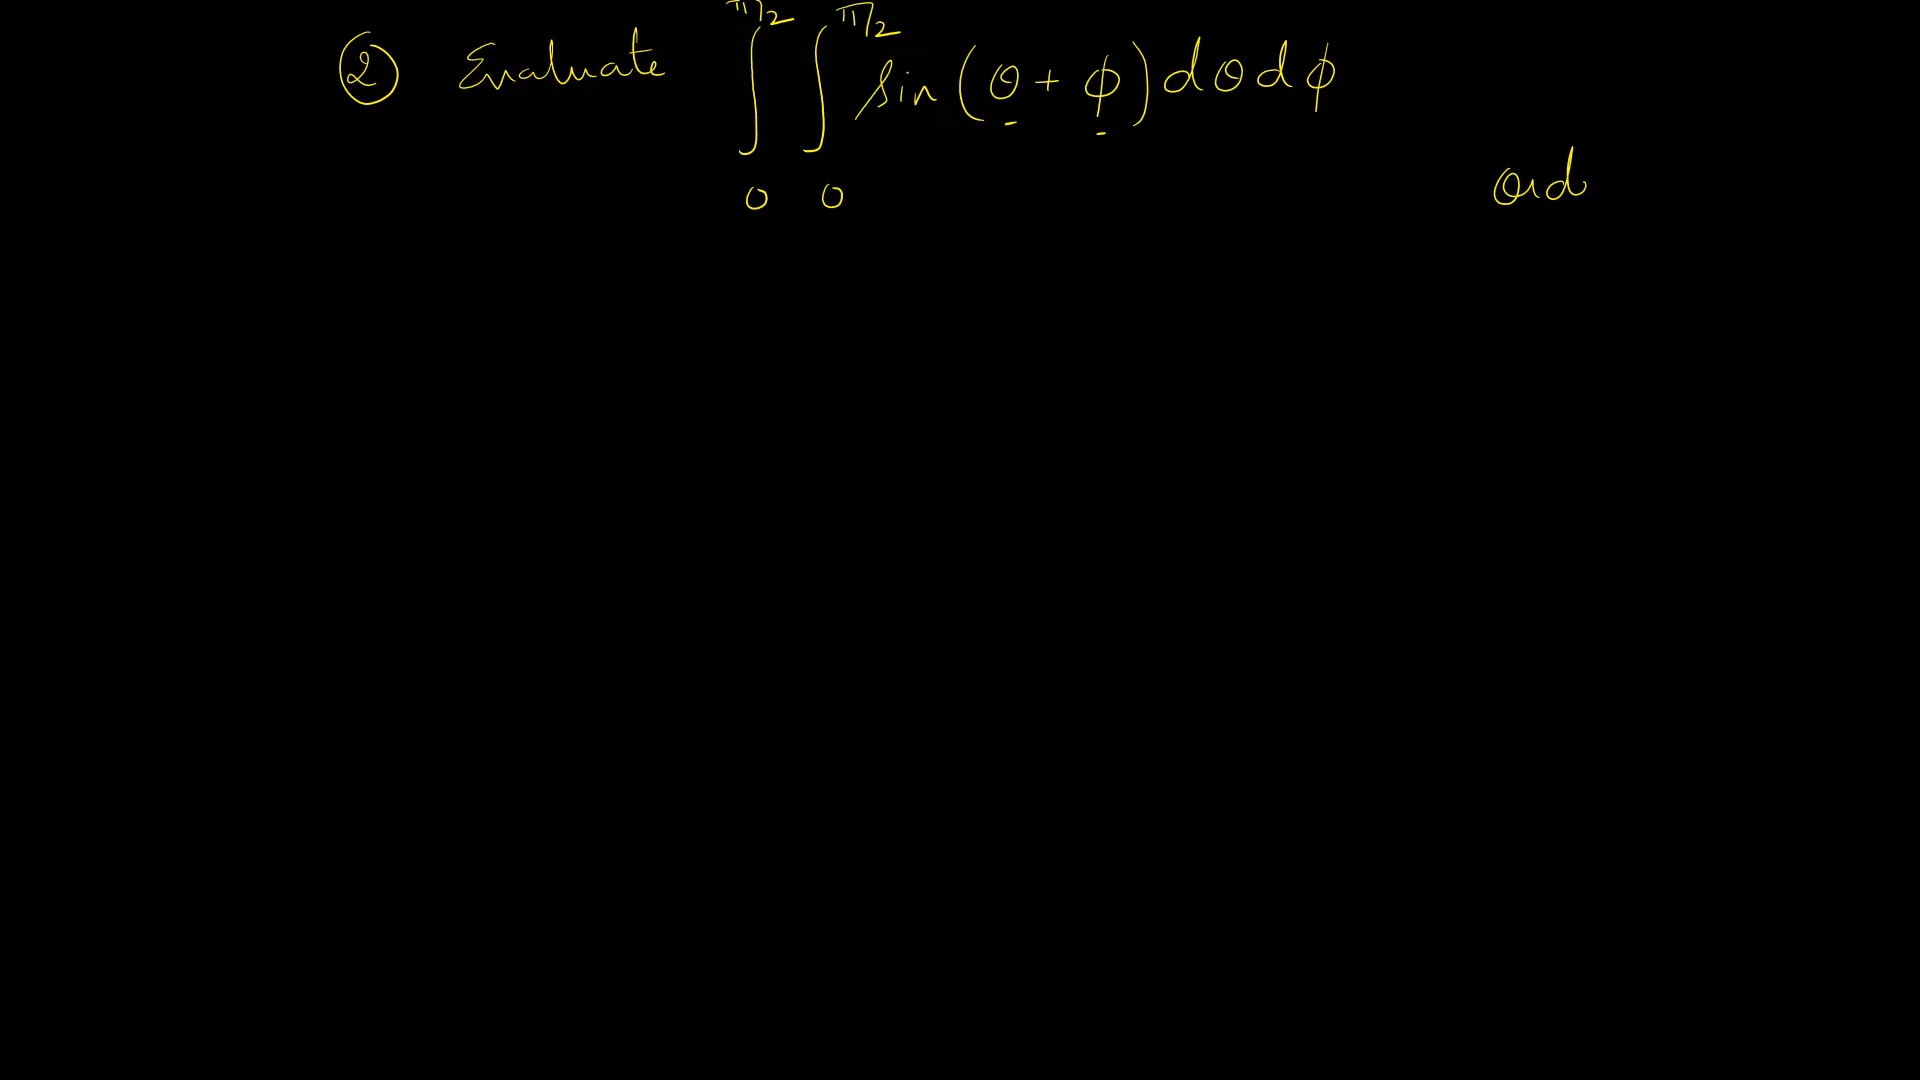 ② Evaluate ∫₀^{π/2} ∫₀^{π/2} sin(θ + φ) dθ dφ
ord